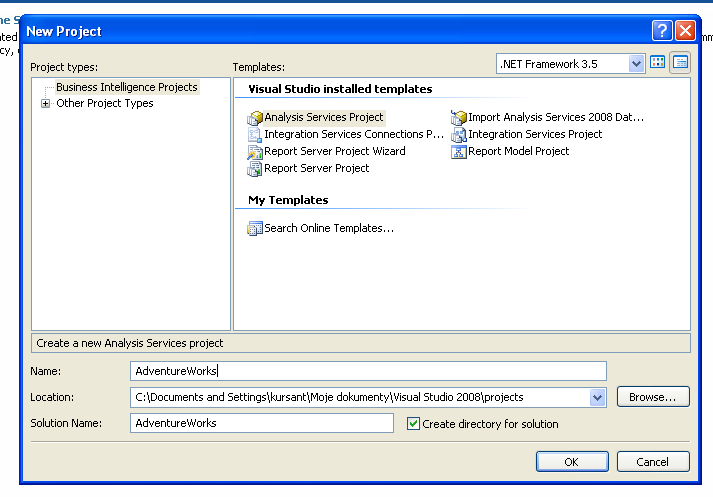 ne S
New Project
ated
mm
cy,
Project types:
Templates:
.NET Framework 3.5
Business Intelligence Projects
Other Project Types
Visual Studio installed templates
Analysis Services Project
Import Analysis Services 2008 Dat...
Integration Services Connections P...
Integration Services Project
Report Server Project Wizard
Report Model Project
Report Server Project
My Templates
Search Online Templates...
Create a new Analysis Services project
Name:
AdventureWorks
Location:
C:\Documents and Settings\kursant\Moje dokumenty\Visual Studio 2008\projects
Browse...
Solution Name:
AdventureWorks
Create directory for solution
OK
Cancel